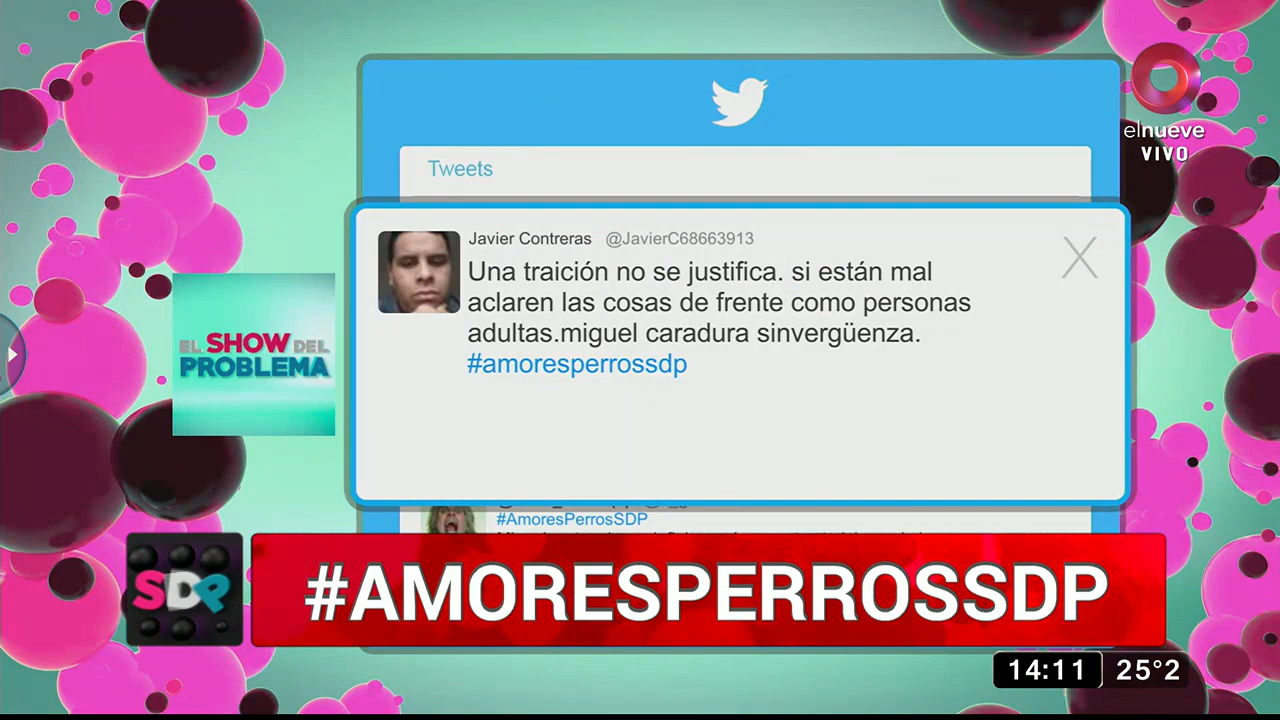 elnueve
VIVO
Tweets
Javier Contreras @JavierC68663913
Una traición no se justifica. si están mal
aclaren las cosas de frente como personas
adultas.miguel caradura sinvergüenza.
#amoresperrossdp
EL SHOW DEL
PROBLEMA
#AmoresPerrosSDP
SDP
#AMORESPERROSSDP
14:11 25°2